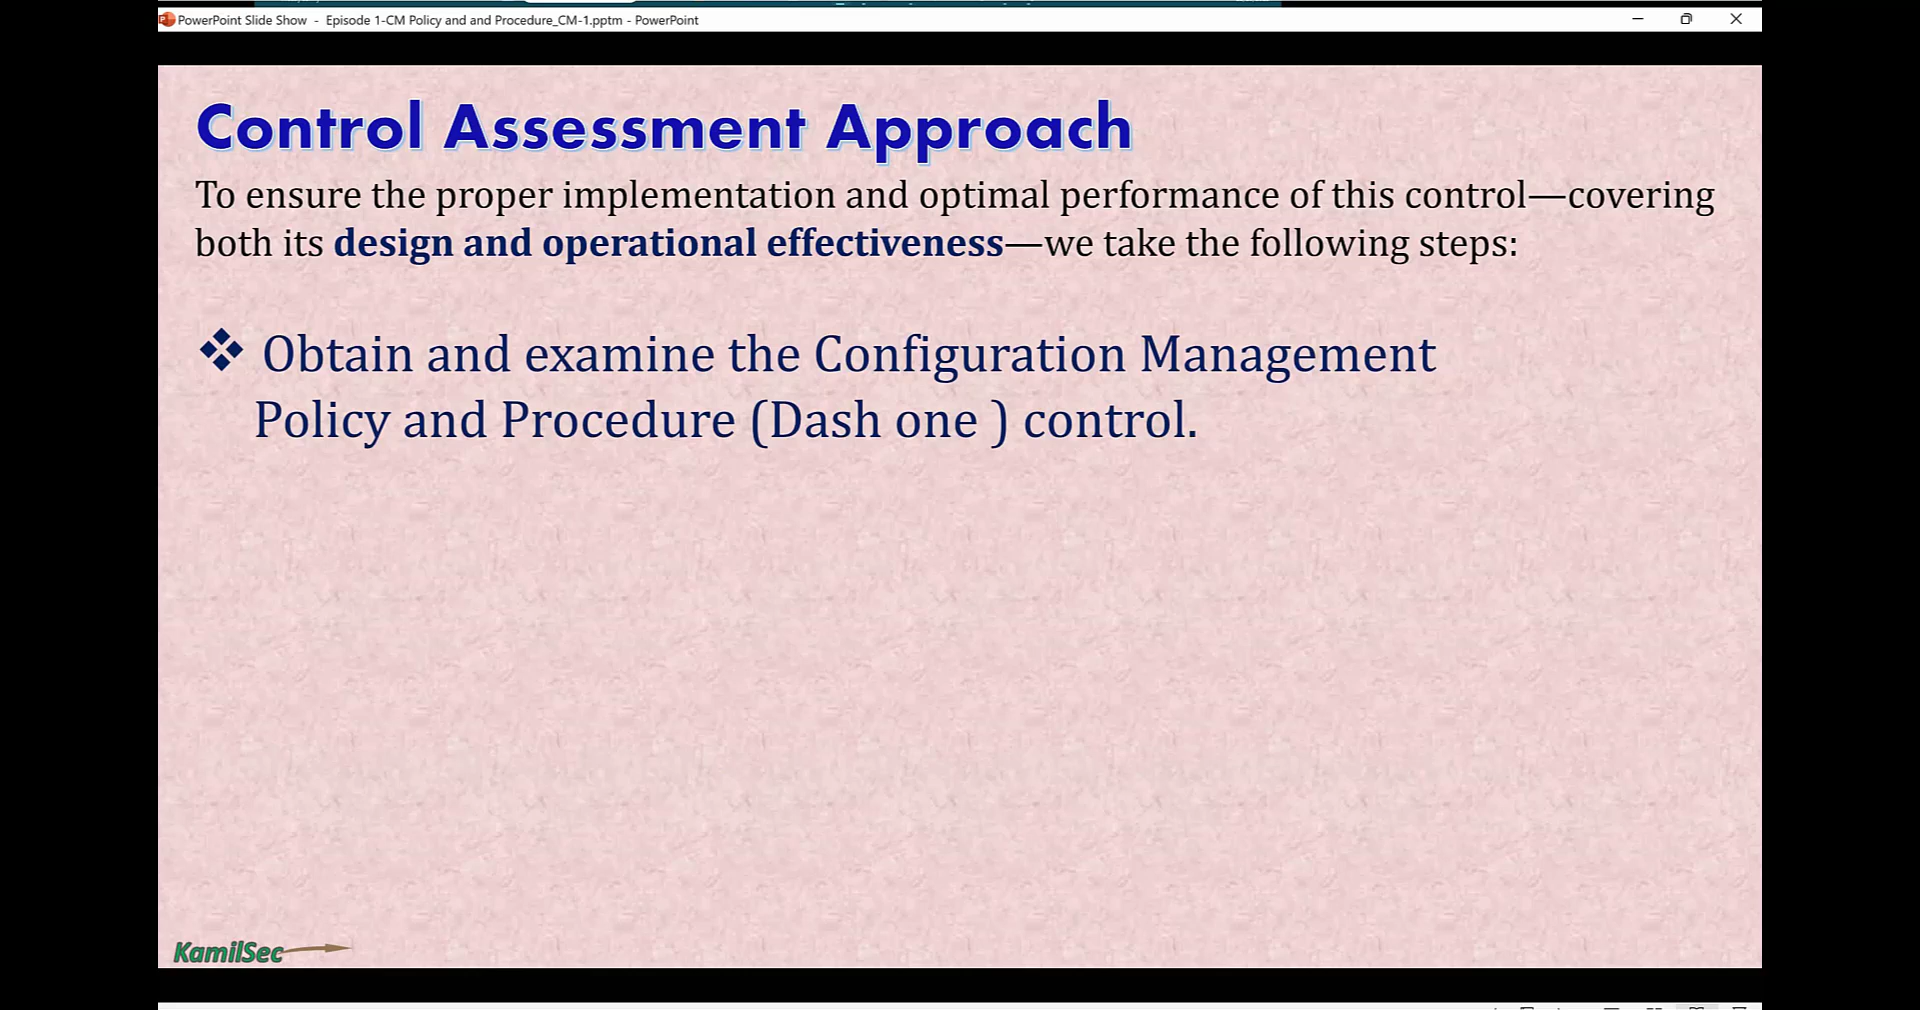 PowerPoint Slide Show - Episode 1-CM Policy and and Procedure_CM-1.pptm - PowerPoint
Control Assessment Approach
To ensure the proper implementation and optimal performance of this control—covering
both its design and operational effectiveness—we take the following steps:
❖ Obtain and examine the Configuration Management
Policy and Procedure (Dash one ) control.
KamilSec